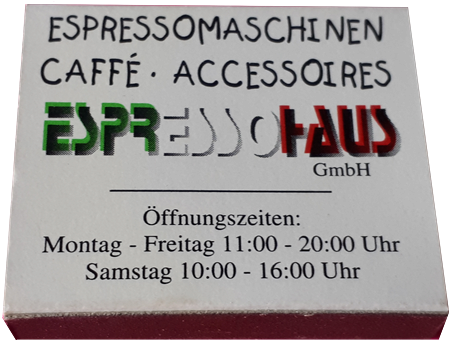 ESPRESSOMASCHINEN
CAFFÉ · ACCESSOIRES
ESPRESSOHAUS
GmbH
Öffnungszeiten:
Montag - Freitag 11:00 - 20:00 Uhr
Samstag 10:00 - 16:00 Uhr